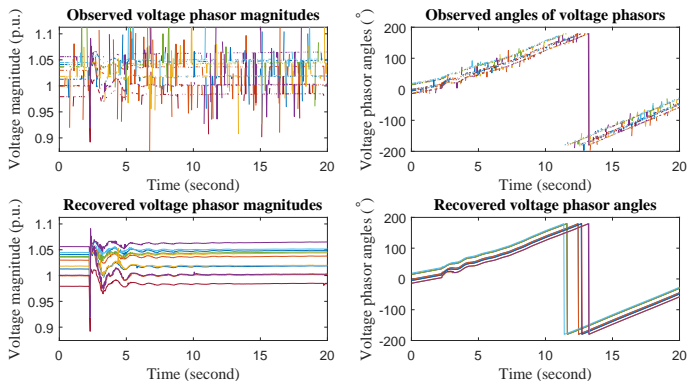 Observed voltage phasor magnitudes
Voltage magnitude (p.u.)
1.1
1.05
1
0.95
0.9
0 5 10 15 20
Time (second)
Observed angles of voltage phasors
Voltage phasor angles (°)
200
100
0
-100
-200
0 5 10 15 20
Time (second)
Recovered voltage phasor magnitudes
Voltage magnitude (p.u.)
1.1
1.05
1
0.95
0.9
0 5 10 15 20
Time (second)
Recovered voltage phasor angles
Voltage phasor angles (°)
200
100
0
-100
-200
0 5 10 15 20
Time (second)